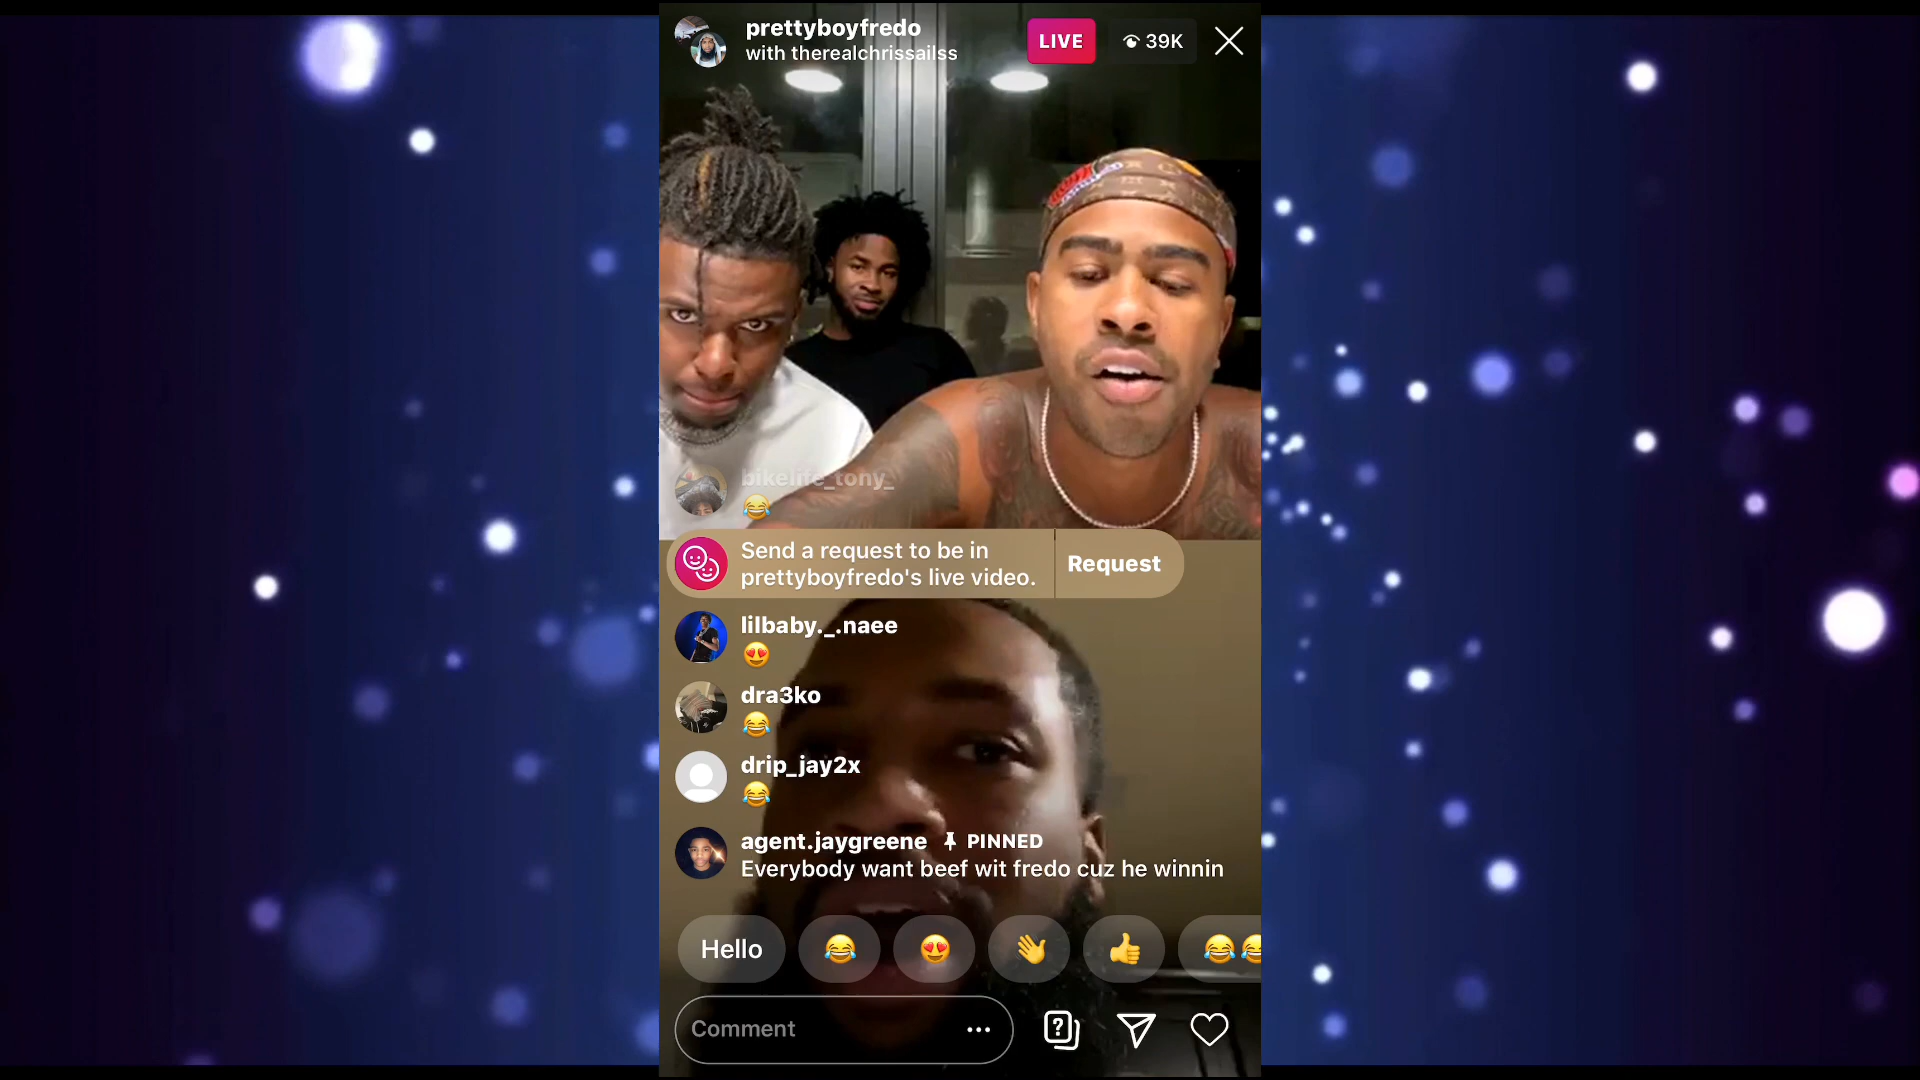 prettyboyfredo
with therealchrissailss
LIVE
39K
bikelife_tony_
😂
Send a request to be in
prettyboyfredo's live video.
Request
lilbaby._.naee
😍
dra3ko
😂
drip_jay2x
😂
agent.jaygreene PINNED
Everybody want beef wit fredo cuz he winnin
Hello 😂 😍 👋 👍 😂😂
Comment ...